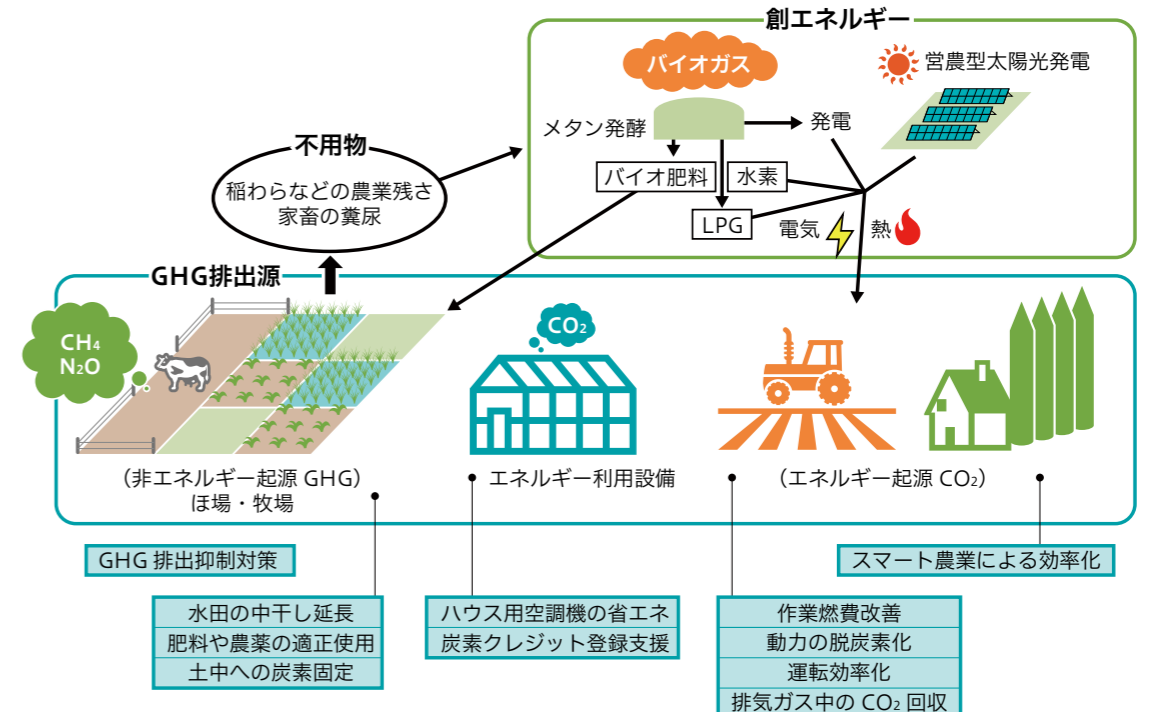 創エネルギー
バイオガス
営農型太陽光発電
メタン発酵
発電
バイオ肥料
水素
LPG
電気
熱
不用物
稲わらなどの農業残さ
家畜の糞尿
GHG排出源
CH₄
N₂O
CO₂
(非エネルギー起源 GHG)
ほ場・牧場
エネルギー利用設備
(エネルギー起源 CO₂)
GHG 排出抑制対策
スマート農業による効率化
水田の中干し延長
肥料や農薬の適正使用
土中への炭素固定
ハウス用空調機の省エネ
炭素クレジット登録支援
作業燃費改善
動力の脱炭素化
運転効率化
排気ガス中の CO₂ 回収